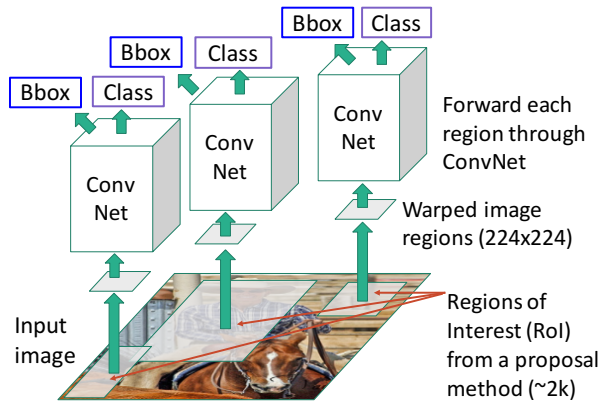 Bbox
Class
Bbox
Class
Bbox
Class
Conv
Net
Conv
Net
Conv
Net
Forward each
region through
ConvNet
Warped image
regions (224x224)
Input
image
Regions of
Interest (RoI)
from a proposal
method (~2k)